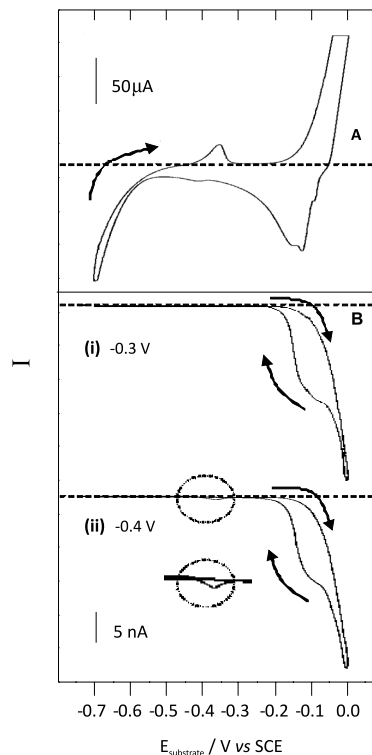 50μA
A
B
(i) -0.3 V
I
(ii) -0.4 V
5 nA
-0.7 -0.6 -0.5 -0.4 -0.3 -0.2 -0.1 0.0
E substrate / V vs SCE